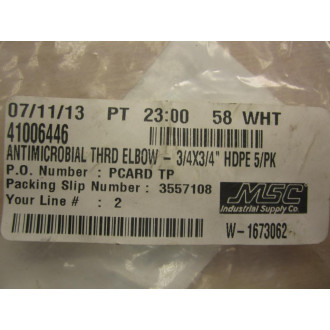 07/11/13 PT 23:00 58 WHT
41006446
ANTIMICROBIAL THRD ELBOW - 3/4X3/4" HDPE 5/PK
P.O. Number : PCARD TP
Packing Slip Number : 3557108
Your Line # : 2
MSC
Industrial Supply Co.
W-1673062-